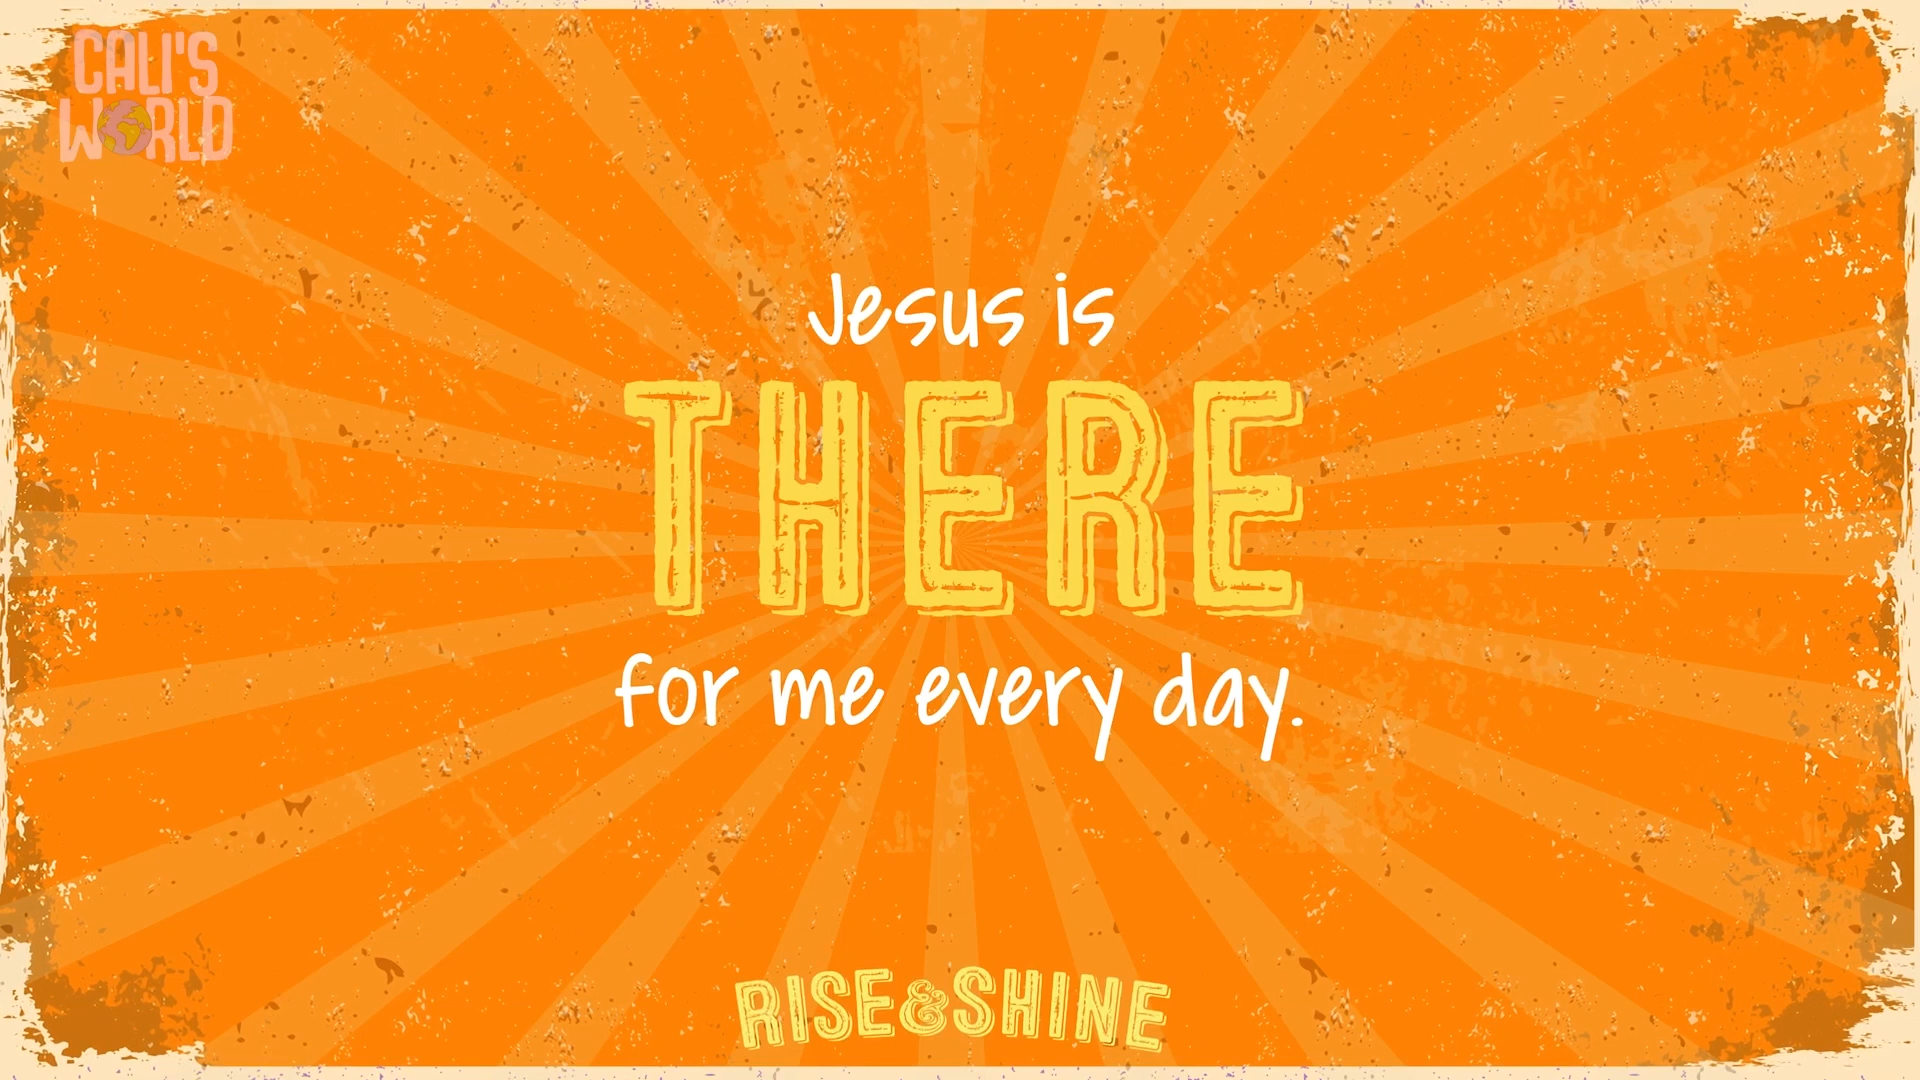 CALI'S
WORLD
Jesus is
THERE
for me every day.
RISE & SHINE